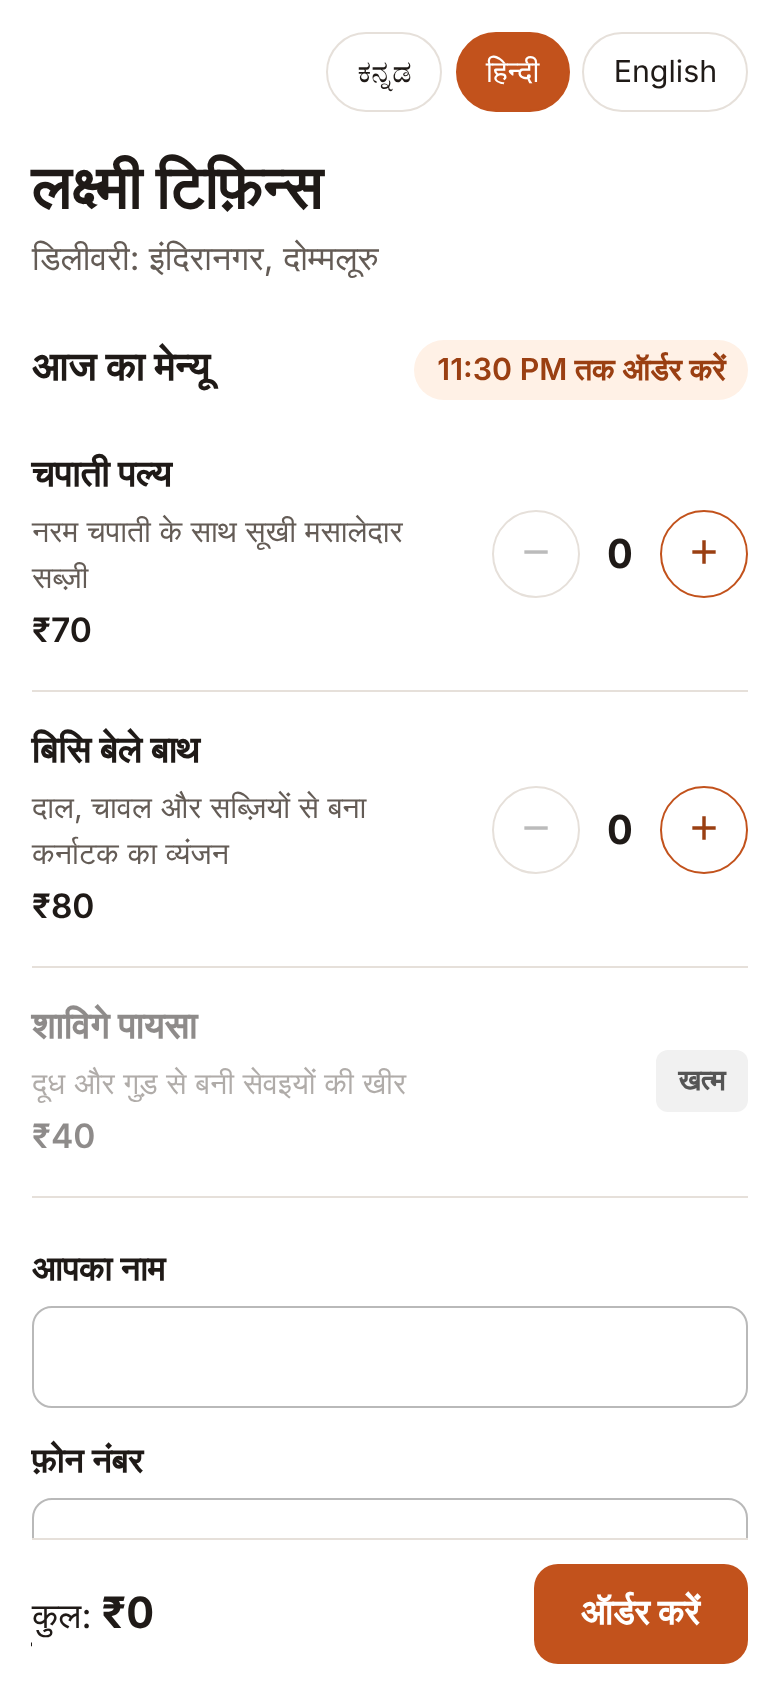 ಕನ್ನಡ हिन्दी English
लक्ष्मी टिफ़िन्स
डिलीवरी: इंदिरानगर, दोम्मलूरु
आज का मेन्यू
11:30 PM तक ऑर्डर करें
चपाती पल्य
नरम चपाती के साथ सूखी मसालेदार
सब्ज़ी
₹70
− 0 +
बिसि बेले बाथ
दाल, चावल और सब्ज़ियों से बना
कर्नाटक का व्यंजन
₹80
− 0 +
शाविगे पायसा
दूध और गुड़ से बनी सेवइयों की खीर
₹40
खत्म
आपका नाम
फ़ोन नंबर
कुल: ₹0
ऑर्डर करें